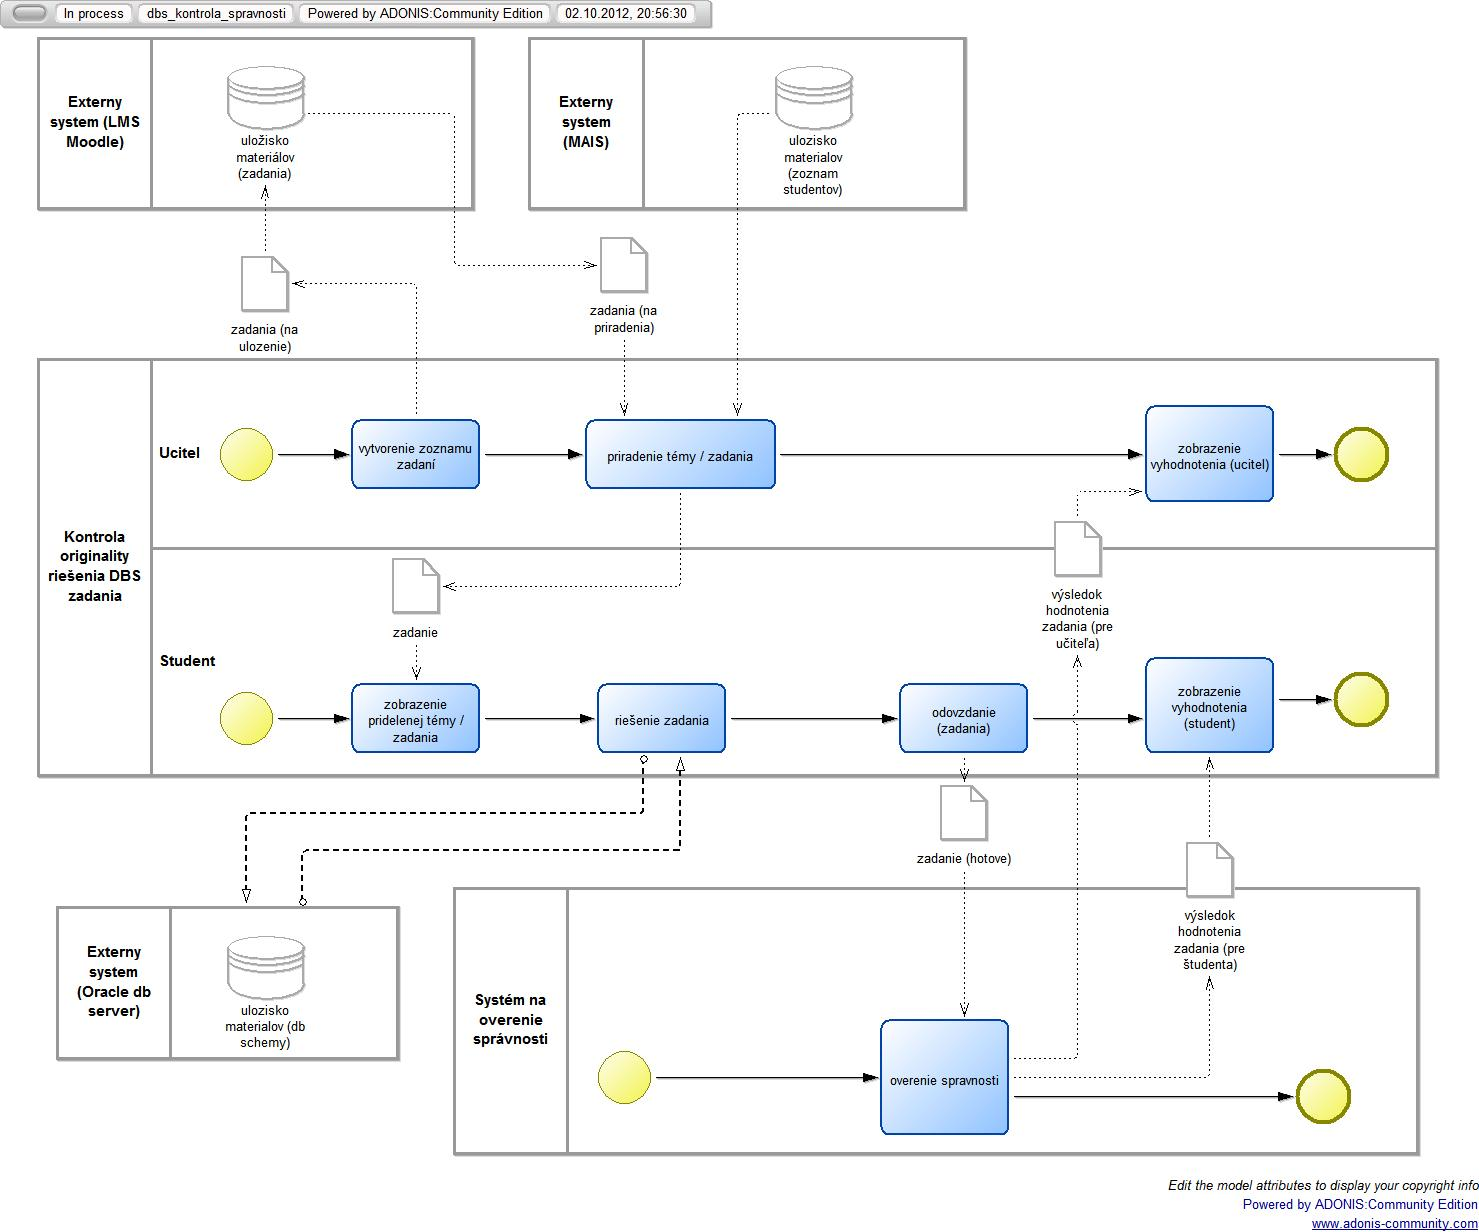 In process
dbs_kontrola_spravnosti
Powered by ADONIS:Community Edition
02.10.2012, 20:56:30
Externy
system (LMS
Moodle)
uložisko
materiálov
(zadania)
Externy
system
(MAIS)
ulozisko
materialov
(zoznam
studentov)
zadania (na
ulozenie)
zadania (na
priradenia)
Kontrola
originality
riešenia DBS
zadania
Ucitel
vytvorenie zoznamu
zadaní
priradenie témy / zadania
zobrazenie
vyhodnotenia (ucitel)
zadanie
výsledok
hodnotenia
zadania (pre
učiteľa)
Student
zobrazenie
pridelenej témy /
zadania
riešenie zadania
odovzdanie
(zadania)
zobrazenie
vyhodnotenia
(student)
zadanie (hotove)
výsledok
hodnotenia
zadania (pre
študenta)
Externy
system
(Oracle db
server)
ulozisko
materialov (db
schemy)
Systém na
overenie
správnosti
overenie spravnosti
Edit the model attributes to display your copyright info
Powered by ADONIS:Community Edition
www.adonis-community.com